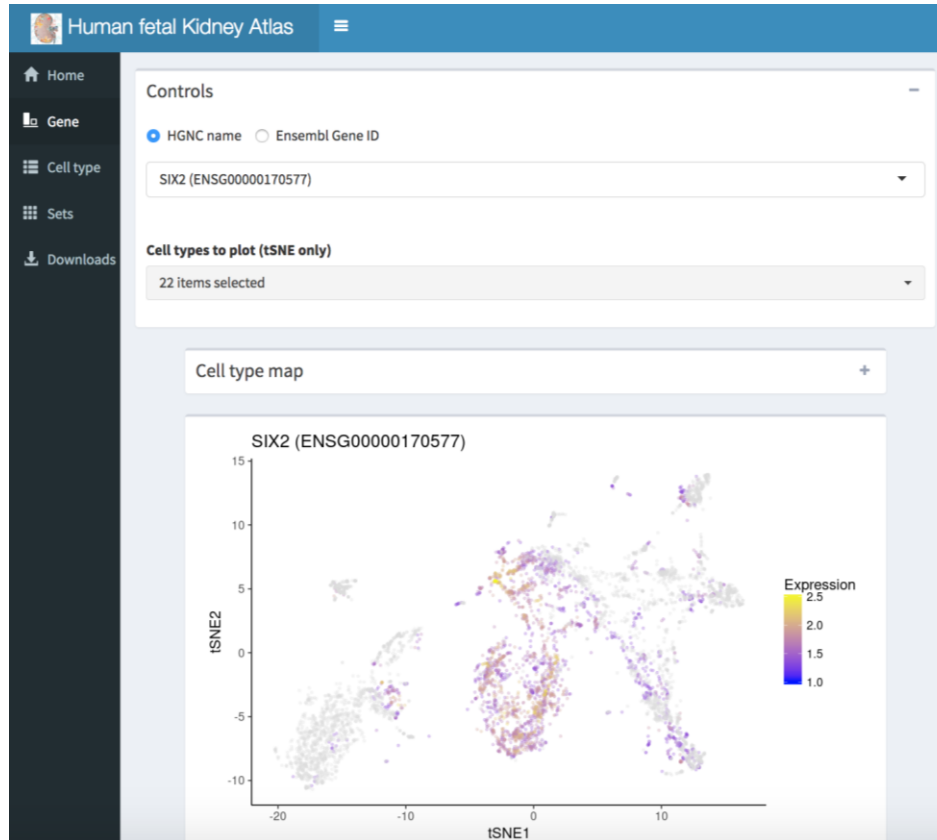 Human fetal Kidney Atlas
Home
Gene
Cell type
Sets
Downloads
Controls
HGNC name Ensembl Gene ID
SIX2 (ENSG00000170577)
Cell types to plot (tSNE only)
22 items selected
Cell type map
SIX2 (ENSG00000170577)
15
10
5
0
-5
-10
tSNE2
-20 -10 0 10
tSNE1
Expression
2.5
2.0
1.5
1.0